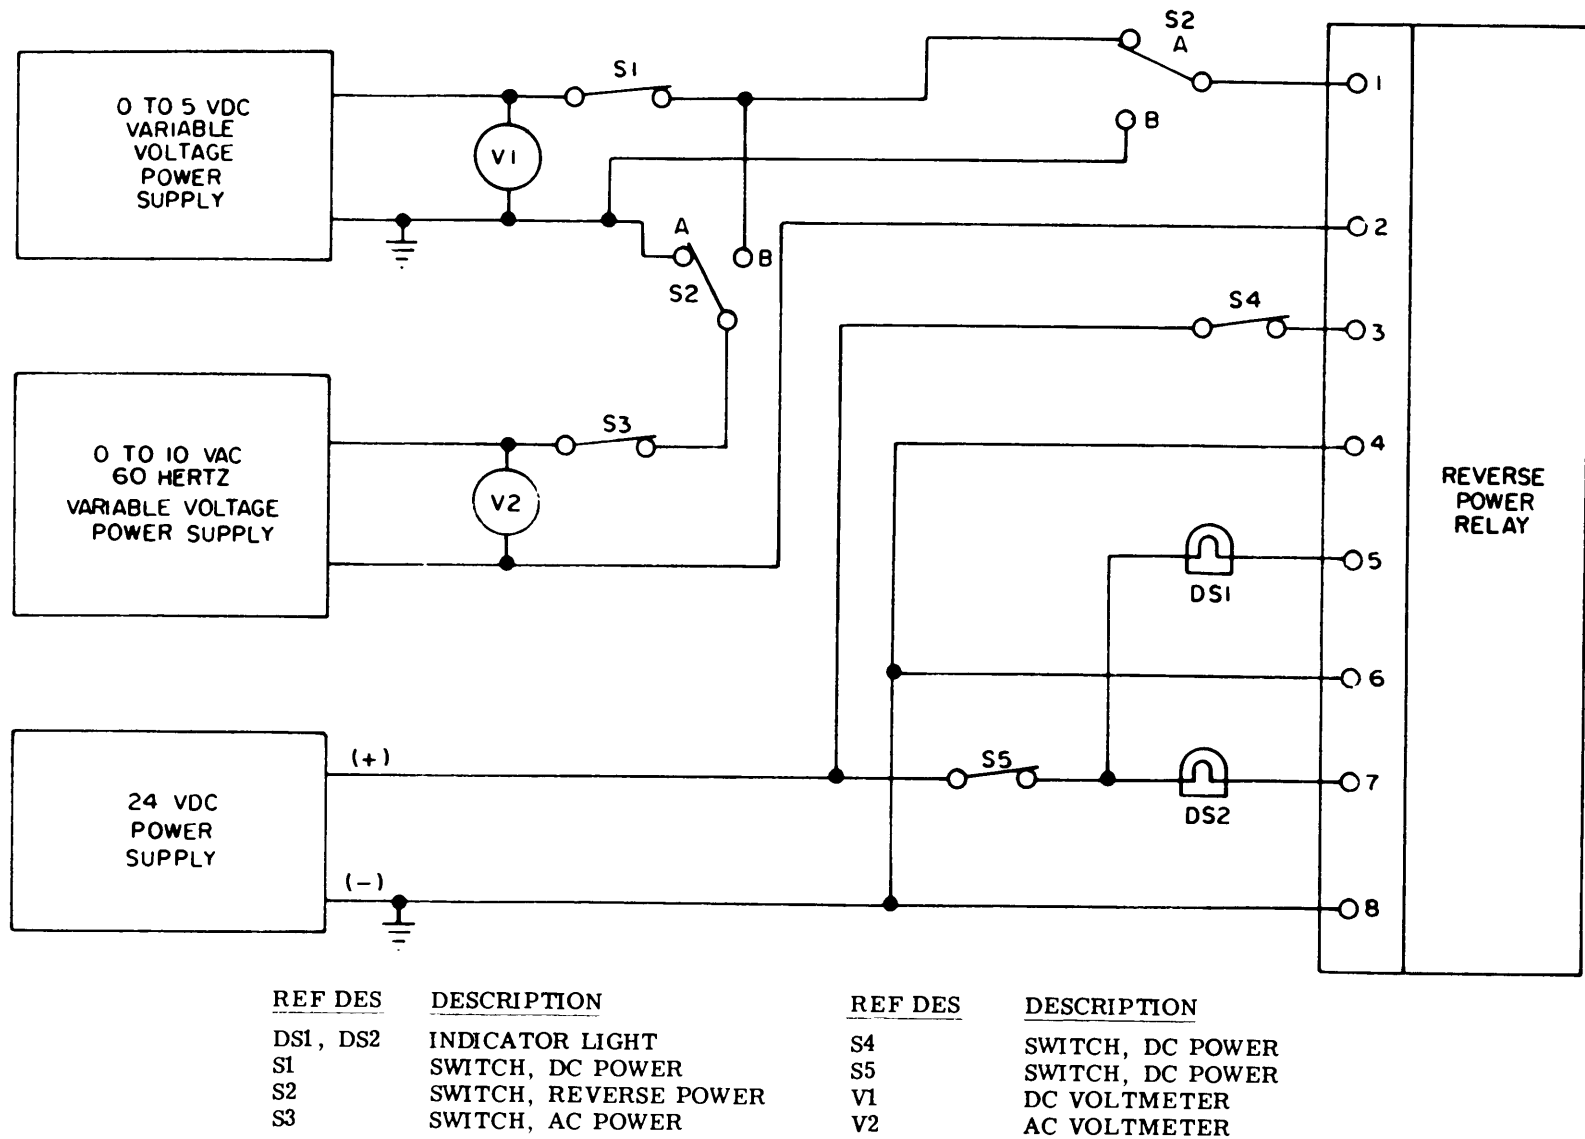 S2
A
S1
1
0 TO 5 VDC
VARIABLE
VOLTAGE
POWER
SUPPLY
V1
B
A
2
B
S2
S4
3
S3
4
0 TO 10 VAC
60 HERTZ
VARIABLE VOLTAGE
POWER SUPPLY
V2
REVERSE
POWER
RELAY
5
DS1
6
(+)
S5
7
24 VDC
POWER
SUPPLY
DS2
(-)
8
REF DES DESCRIPTION REF DES DESCRIPTION
DS1, DS2 INDICATOR LIGHT S4 SWITCH, DC POWER
S1 SWITCH, DC POWER S5 SWITCH, DC POWER
S2 SWITCH, REVERSE POWER V1 DC VOLTMETER
S3 SWITCH, AC POWER V2 AC VOLTMETER